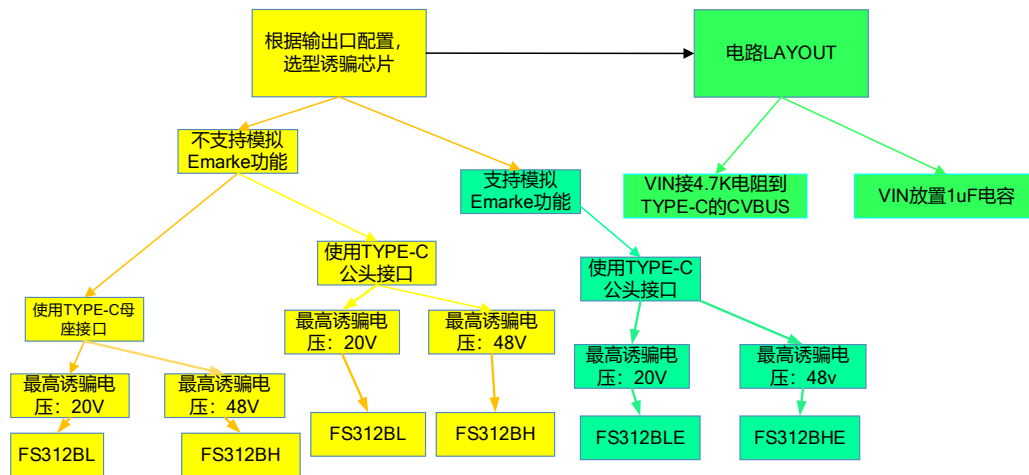 根据输出口配置，
选型诱骗芯片
电路LAYOUT
不支持模拟
Emarke功能
支持模拟
Emarke功能
VIN接4.7K电阻到
TYPE-C的CVBUS
VIN放置1uF电容
使用TYPE-C
公头接口
使用TYPE-C
公头接口
使用TYPE-C母
座接口
最高诱骗电
压：20V
最高诱骗电
压：48V
最高诱骗电
压：20V
最高诱骗电
压：48v
最高诱骗电
压：20V
最高诱骗电
压：48V
FS312BL
FS312BH
FS312BLE
FS312BHE
FS312BL
FS312BH